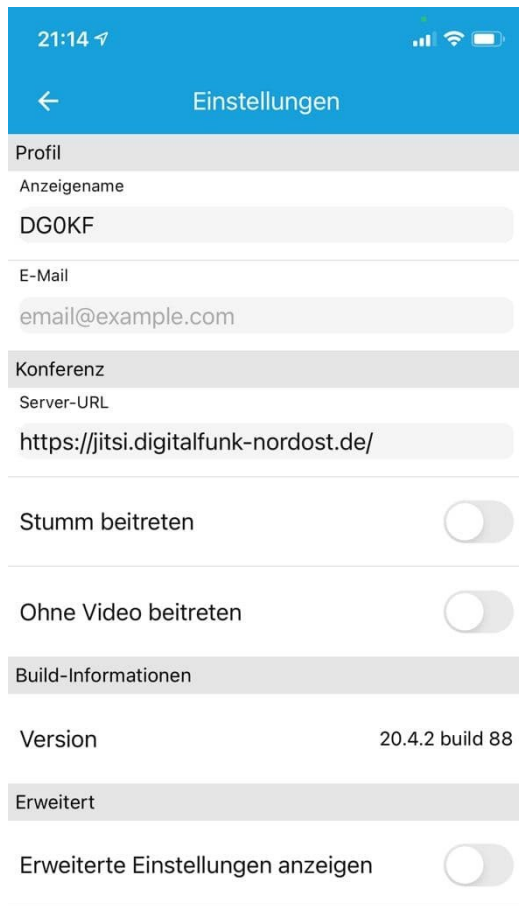 21:14
Einstellungen
Profil
Anzeigename
DG0KF
E-Mail
email@example.com
Konferenz
Server-URL
https://jitsi.digitalfunk-nordost.de/
Stumm beitreten
Ohne Video beitreten
Build-Informationen
Version 20.4.2 build 88
Erweitert
Erweiterte Einstellungen anzeigen